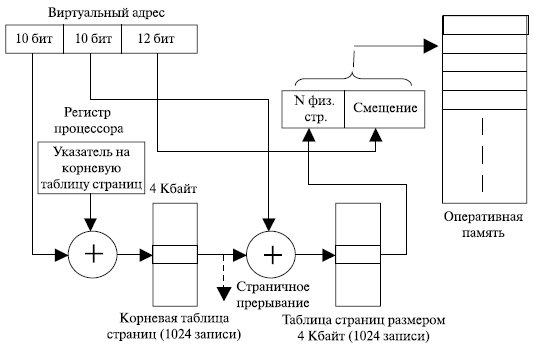 Виртуальный адрес
10 бит
10 бит
12 бит
Регистр
процессора
Указатель на
корневую
таблицу страниц
4 Кбайт
N физ.
стр.
Смещение
Оперативная
память
Страничное
прерывание
Корневая таблица
страниц (1024 записи)
Таблица страниц размером
4 Кбайт (1024 записи)